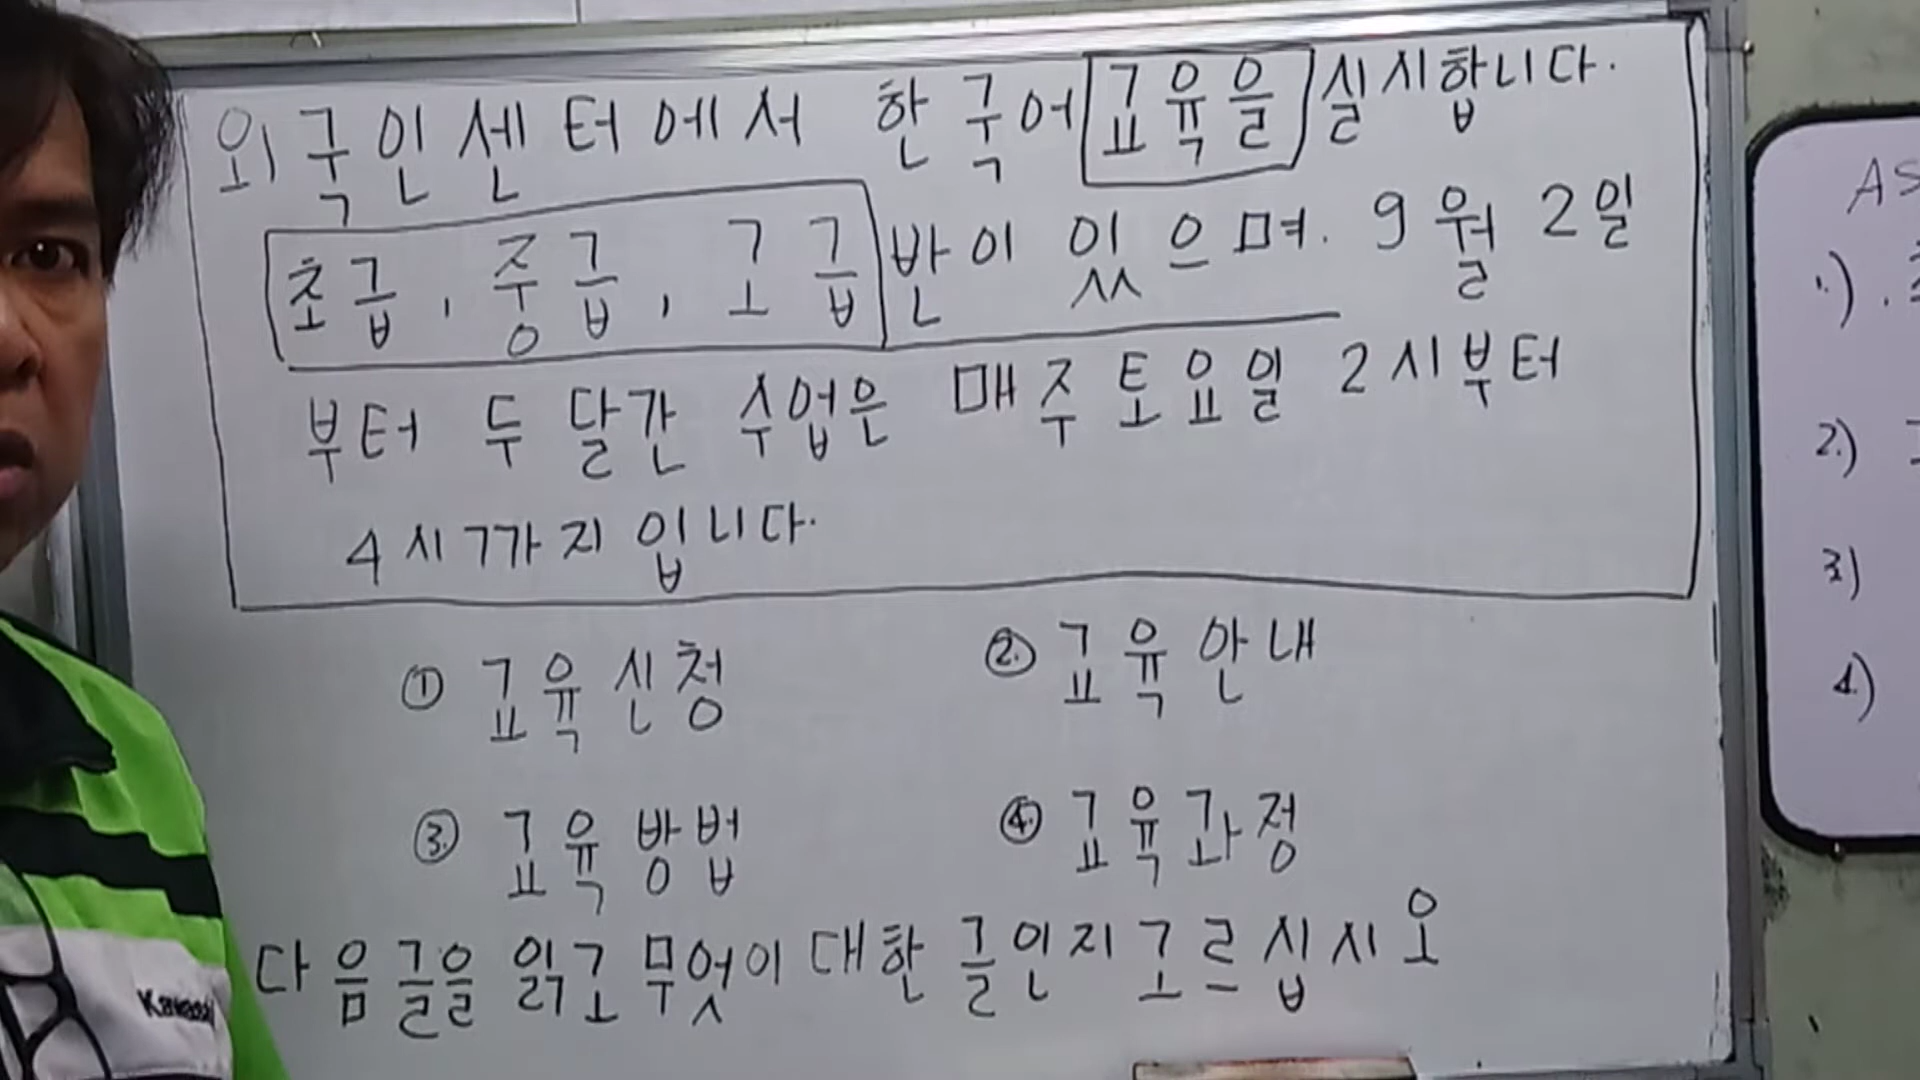 외국인센터에서 한국어교육을 실시합니다.
초급, 중급, 고급반이 있으며. 9월 2일
부터 두 달간 수업은 매주 토요일 2시부터
4시까지 입니다.
① 교육신청
②. 교육안내
③. 교육방법
④. 교육과정
다음글을 읽고 무엇이 대한 글인지고르십시오
Kawasaki
AS
1.)
2.)
3)
4.)